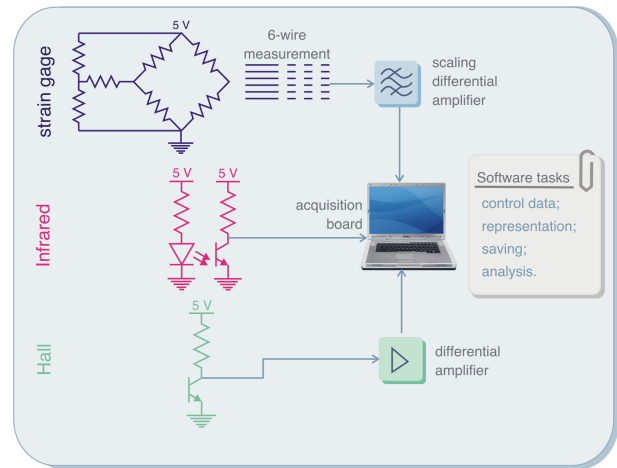 strain gage
5 V
6-wire
measurement
scaling
differential
amplifier
Infrared
5 V
5 V
acquisition
board
Software tasks
control data;
representation;
saving;
analysis.
Hall
5 V
differential
amplifier